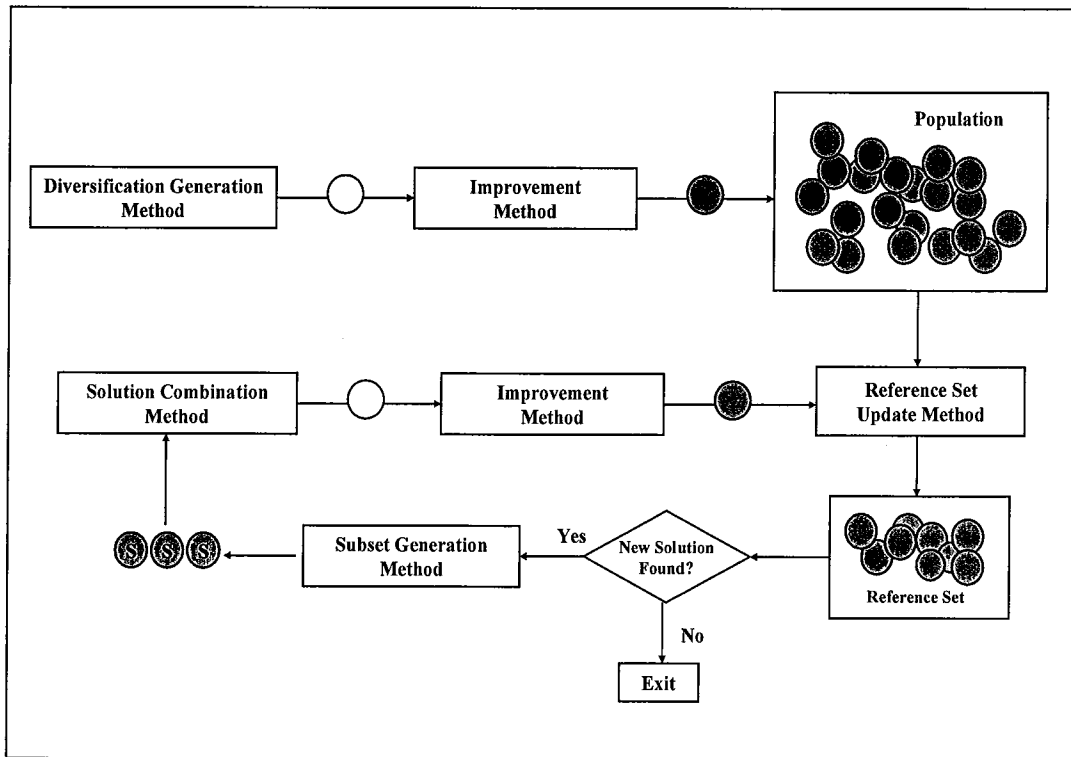 Population
Diversification Generation
Method
Improvement
Method
Solution Combination
Method
Improvement
Method
Reference Set
Update Method
S S S
Subset Generation
Method
Yes
New Solution
Found?
Reference Set
No
Exit